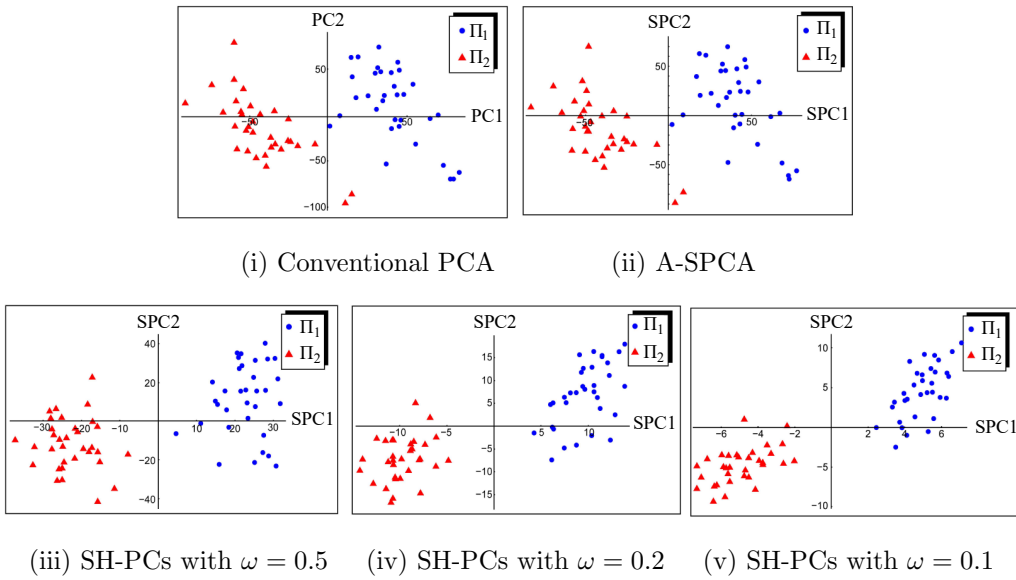 PC2
Π₁
Π₂
50
-50
50
PC1
-50
-100
(i) Conventional PCA
SPC2
Π₁
Π₂
50
-50
50
SPC1
-50
(ii) A-SPCA
SPC2
Π₁
Π₂
40
20
-30 -20 -10 10 20 30
SPC1
-20
-40
(iii) SH-PCs with ω = 0.5
SPC2
Π₁
Π₂
15
10
5
-10 -5 5 10
SPC1
-5
-10
-15
(iv) SH-PCs with ω = 0.2
SPC2
Π₁
Π₂
10
5
-6 -4 -2 2 4 6
SPC1
-5
-10
(v) SH-PCs with ω = 0.1